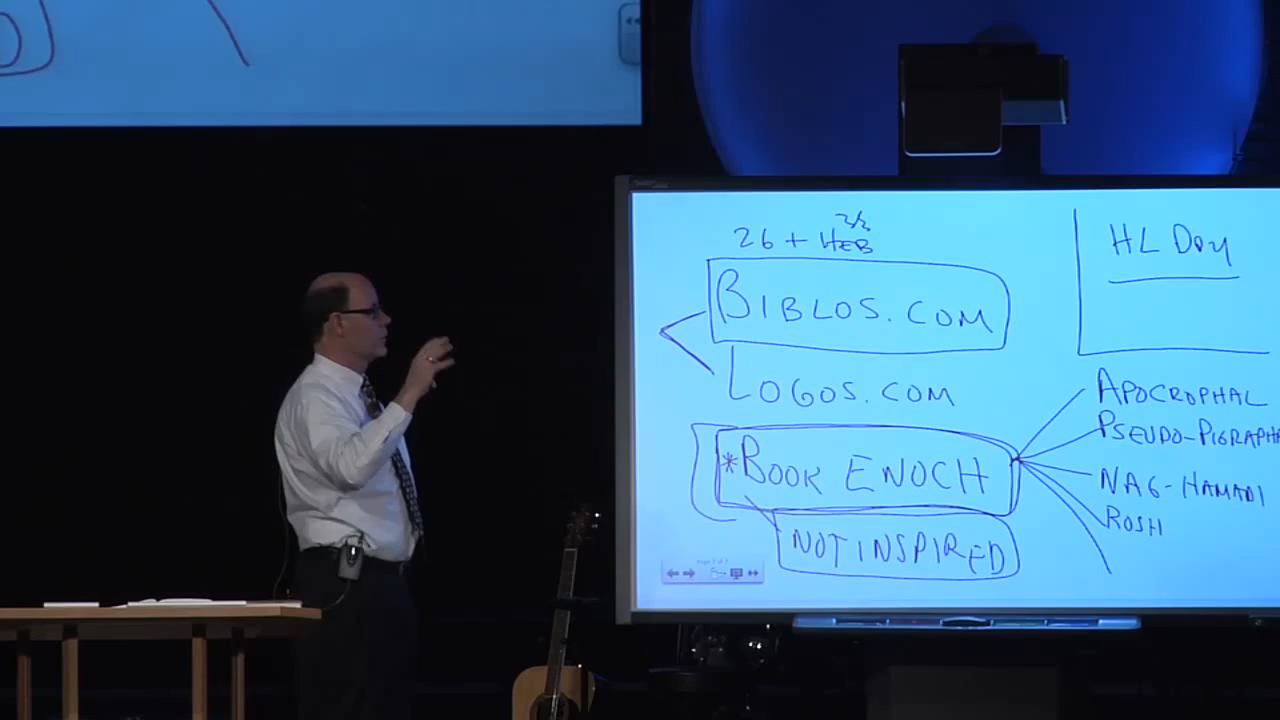 26 + HEB
BIBLOS.COM
LOGOS.COM
*BOOK ENOCH
NOT INSPIRED
HL Day
APOCROPHAL
PSEUDO-PIGRAPHA
NAG-HAMADI
ROSH